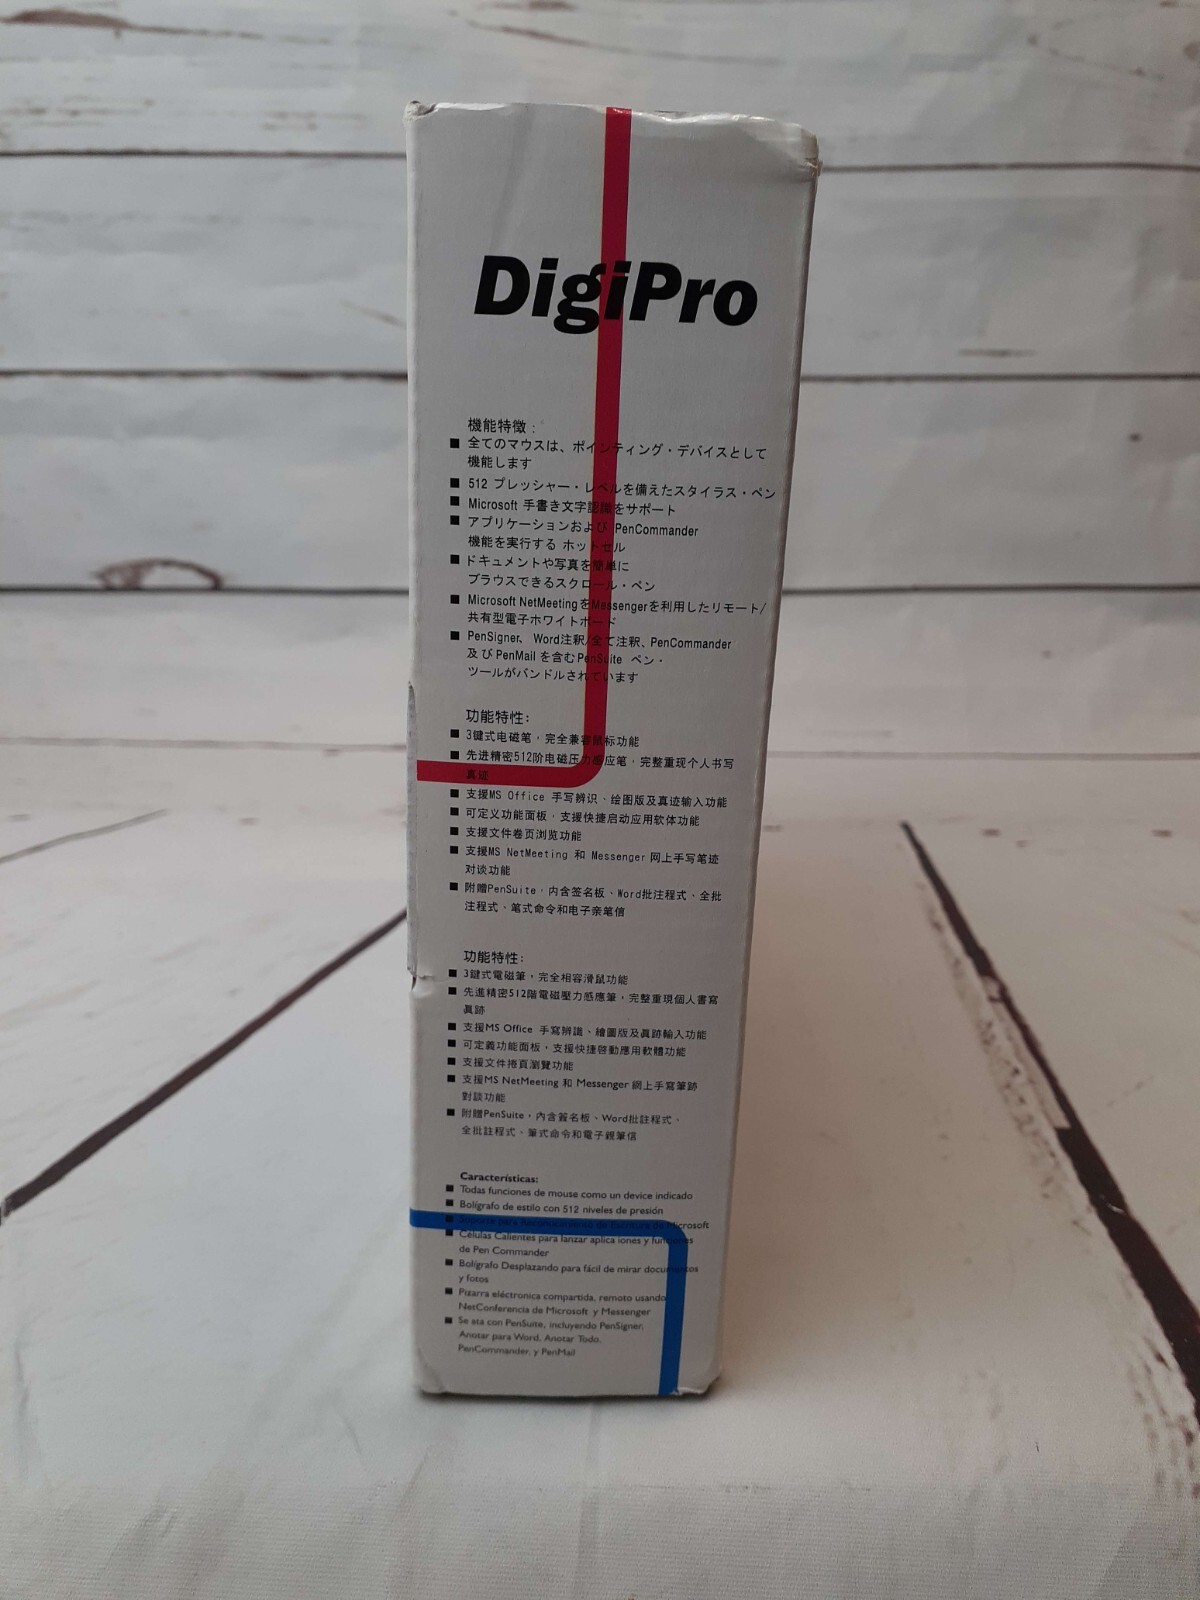 DigiPro
機能特徴:
■ 全てのマウスは、ポインティング・デバイスとして
機能します
■ 512 プレッシャー・レベルを備えたスタイラス・ペン
■ Microsoft 手書き文字認識をサポート
■ アプリケーションおよび PenCommander
機能を実行する ホットセル
■ ドキュメントや写真を簡単に
ブラウスできるスクロール・ペン
■ Microsoft NetMeetingをMessengerを利用したリモート/
共有型電子ホワイトボード
■ PenSigner、 Word注釈/全て注釈、PenCommander
及 び PenMail を含むPenSuite ペン・
ツールがバンドルされています
功能特性:
■ 3键式电磁笔,完全兼容鼠标功能
■ 先进精密512阶电磁压力感应笔,完整重现个人书写
真迹
■ 支援MS Office 手写辨识、绘图版及真迹输入功能
■ 可定义功能面板,支援快捷启动应用软体功能
■ 支援文件卷页浏览功能
■ 支援MS NetMeeting 和 Messenger 网上手写笔迹
对谈功能
■ 附赠PenSuite,内含签名板、Word批注程式、全批
注程式、笔式命令和电子亲笔信
功能特性:
■ 3鍵式電磁筆,完全相容滑鼠功能
■ 先進精密512階電磁壓力感應筆,完整重現個人書寫
真跡
■ 支援MS Office 手寫辨識、繪圖版及真跡輸入功能
■ 可定義功能面板,支援快捷啓動應用軟體功能
■ 支援文件捲頁瀏覽功能
■ 支援MS NetMeeting 和 Messenger 網上手寫筆跡
對談功能
■ 附贈PenSuite,內含簽名板、Word批註程式、
全批註程式、筆式命令和電子親筆信
Características:
■ Todas funciones de mouse como un device indicado
■ Bolígrafo de estilo con 512 niveles de presión
■ Soporte para Reconocimiento de Escritura de Microsoft
■ Células Calientes para lanzar aplica iones y funciones
de Pen Commander
■ Bolígrafo Desplazando para fácil de mirar documentos
y fotos
■ Pizarra eléctronica compartida, remoto usando
NetConferencia de Microsoft y Messenger
■ Se ata con PenSuite, incluyendo PenSigner,
Anotar para Word, Anotar Todo,
PenCommander, y PenMail